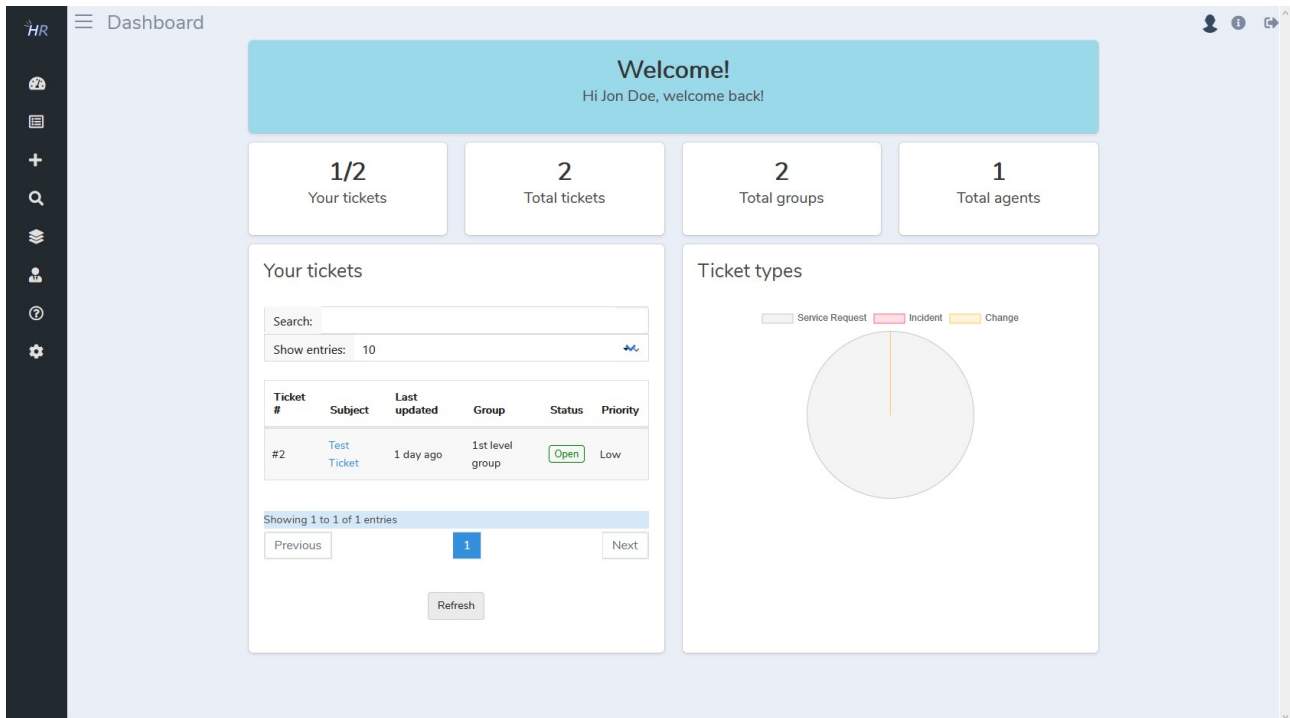 HR
Dashboard
Welcome!
Hi Jon Doe, welcome back!
1/2
Your tickets
2
Total tickets
2
Total groups
1
Total agents
Your tickets
Search:
Show entries: 10
Ticket # Subject Last updated Group Status Priority
#2 Test Ticket 1 day ago 1st level group Open Low
Showing 1 to 1 of 1 entries
Previous 1 Next
Refresh
Ticket types
Service Request Incident Change